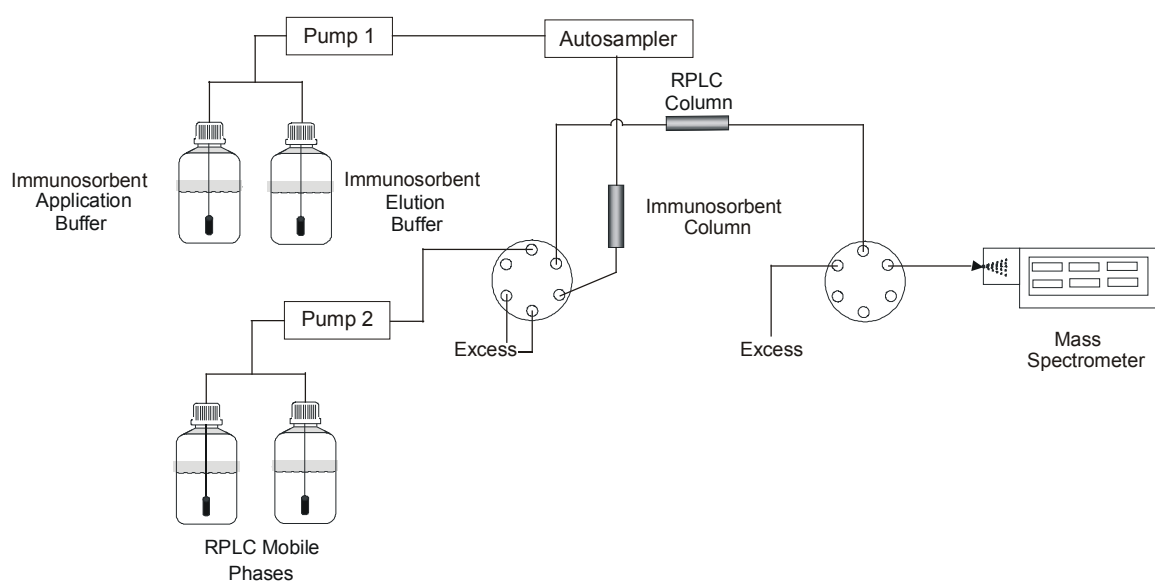 Pump 1
Autosampler
RPLC
Column
Immunosorbent
Application
Buffer
Immunosorbent
Elution
Buffer
Immunosorbent
Column
Pump 2
Excess
Excess
Mass
Spectrometer
RPLC Mobile
Phases